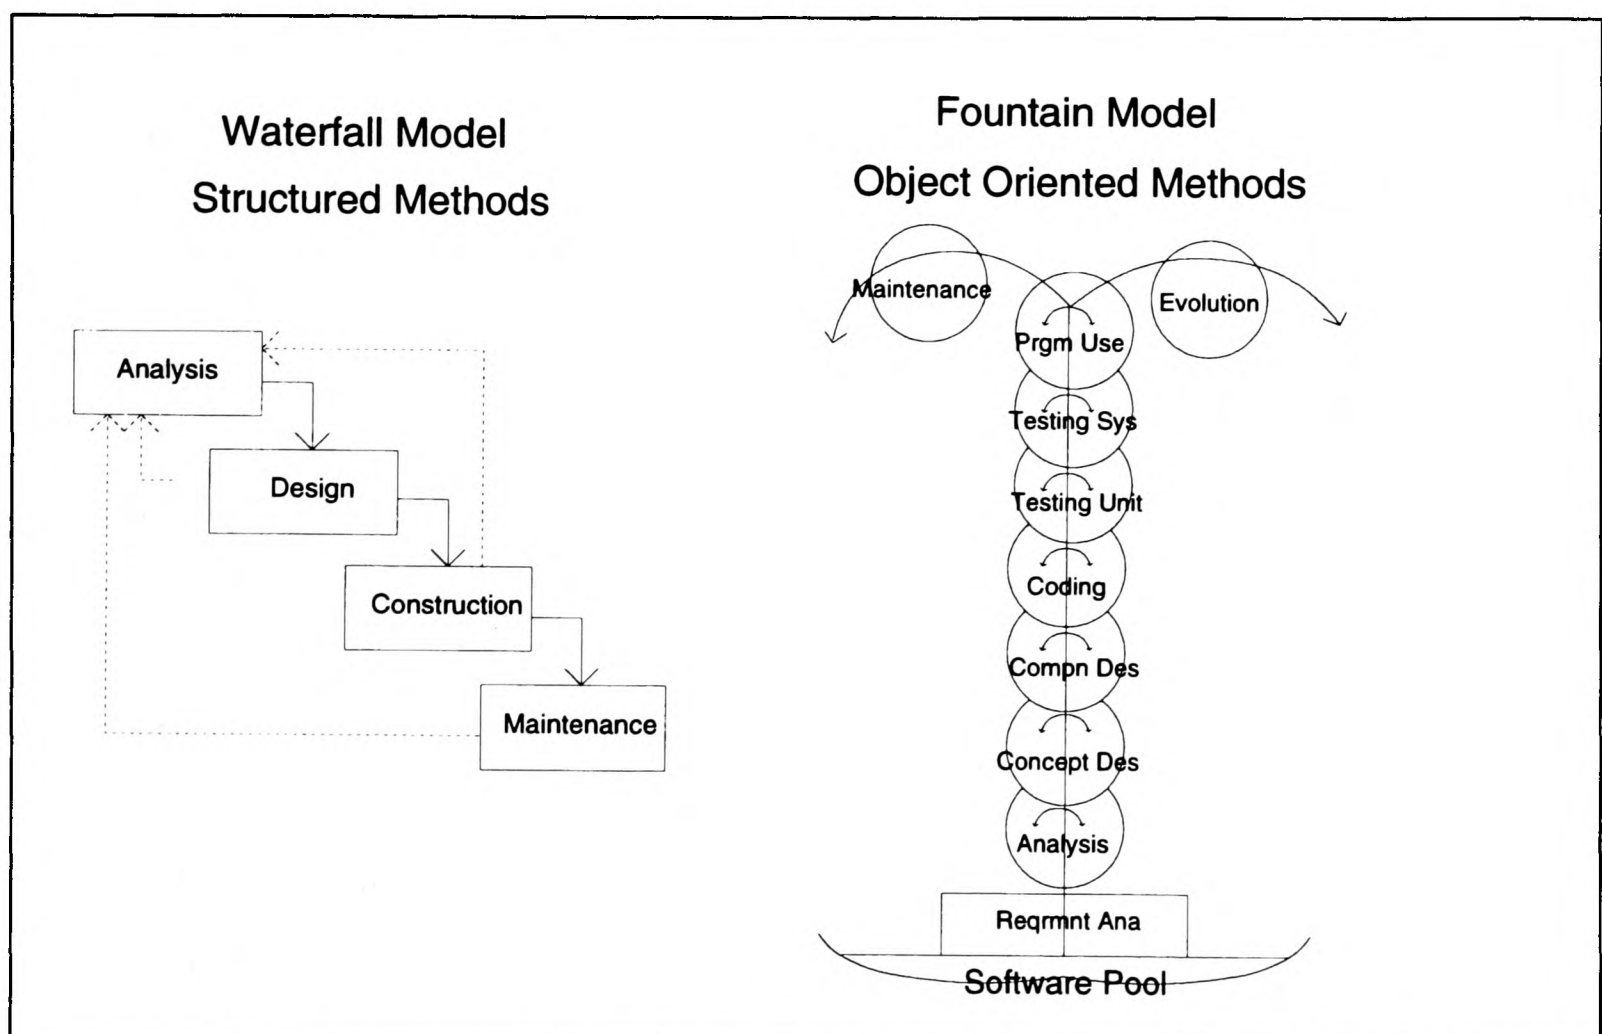 Waterfall Model
Structured Methods
Analysis
Design
Construction
Maintenance
Fountain Model
Object Oriented Methods
Maintenance
Evolution
Prgm Use
Testing Sys
Testing Unit
Coding
Compn Des
Concept Des
Analysis
Reqrmnt Ana
Software Pool